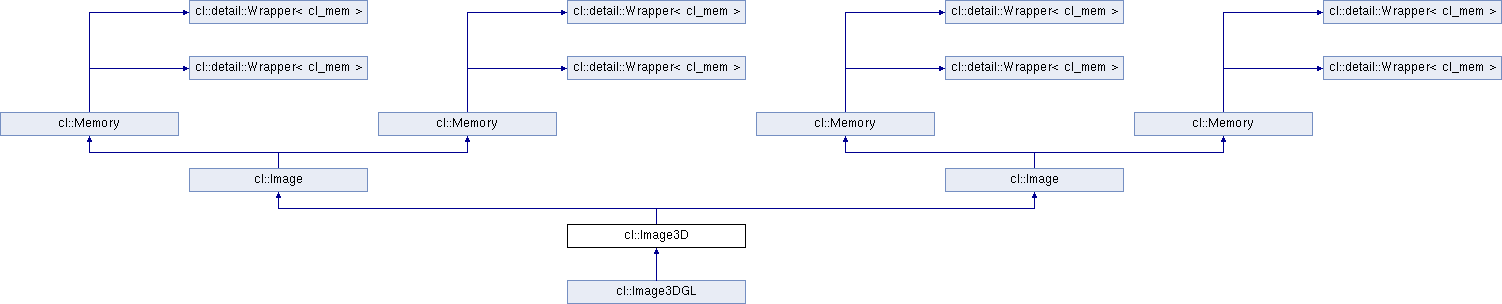 cl::detail::Wrapper< cl_mem > cl::detail::Wrapper< cl_mem > cl::detail::Wrapper< cl_mem > cl::detail::Wrapper< cl_mem >
cl::detail::Wrapper< cl_mem > cl::detail::Wrapper< cl_mem > cl::detail::Wrapper< cl_mem > cl::detail::Wrapper< cl_mem >
cl::Memory cl::Memory cl::Memory cl::Memory
cl::Image cl::Image
cl::Image3D
cl::Image3DGL